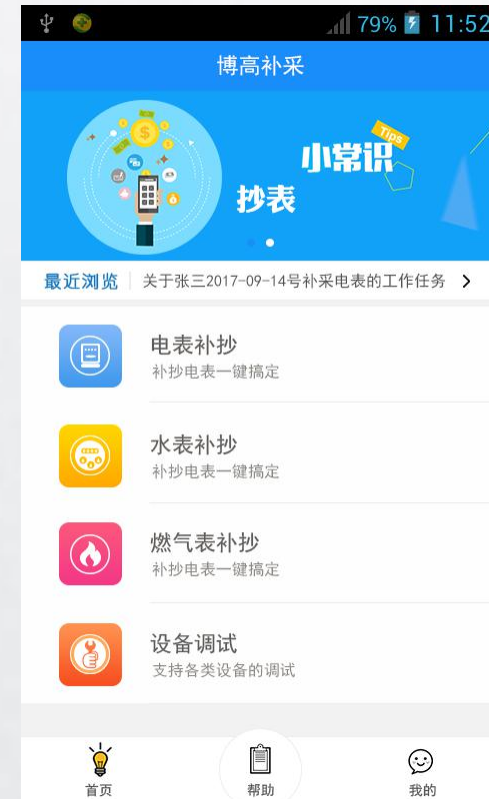 79% 11:52
博高补采
Tips
小常识
抄表
最近浏览 关于张三2017-09-14号补采电表的工作任务
电表补抄
补抄电表一键搞定
水表补抄
补抄电表一键搞定
燃气表补抄
补抄电表一键搞定
设备调试
支持各类设备的调试
首页 帮助 我的